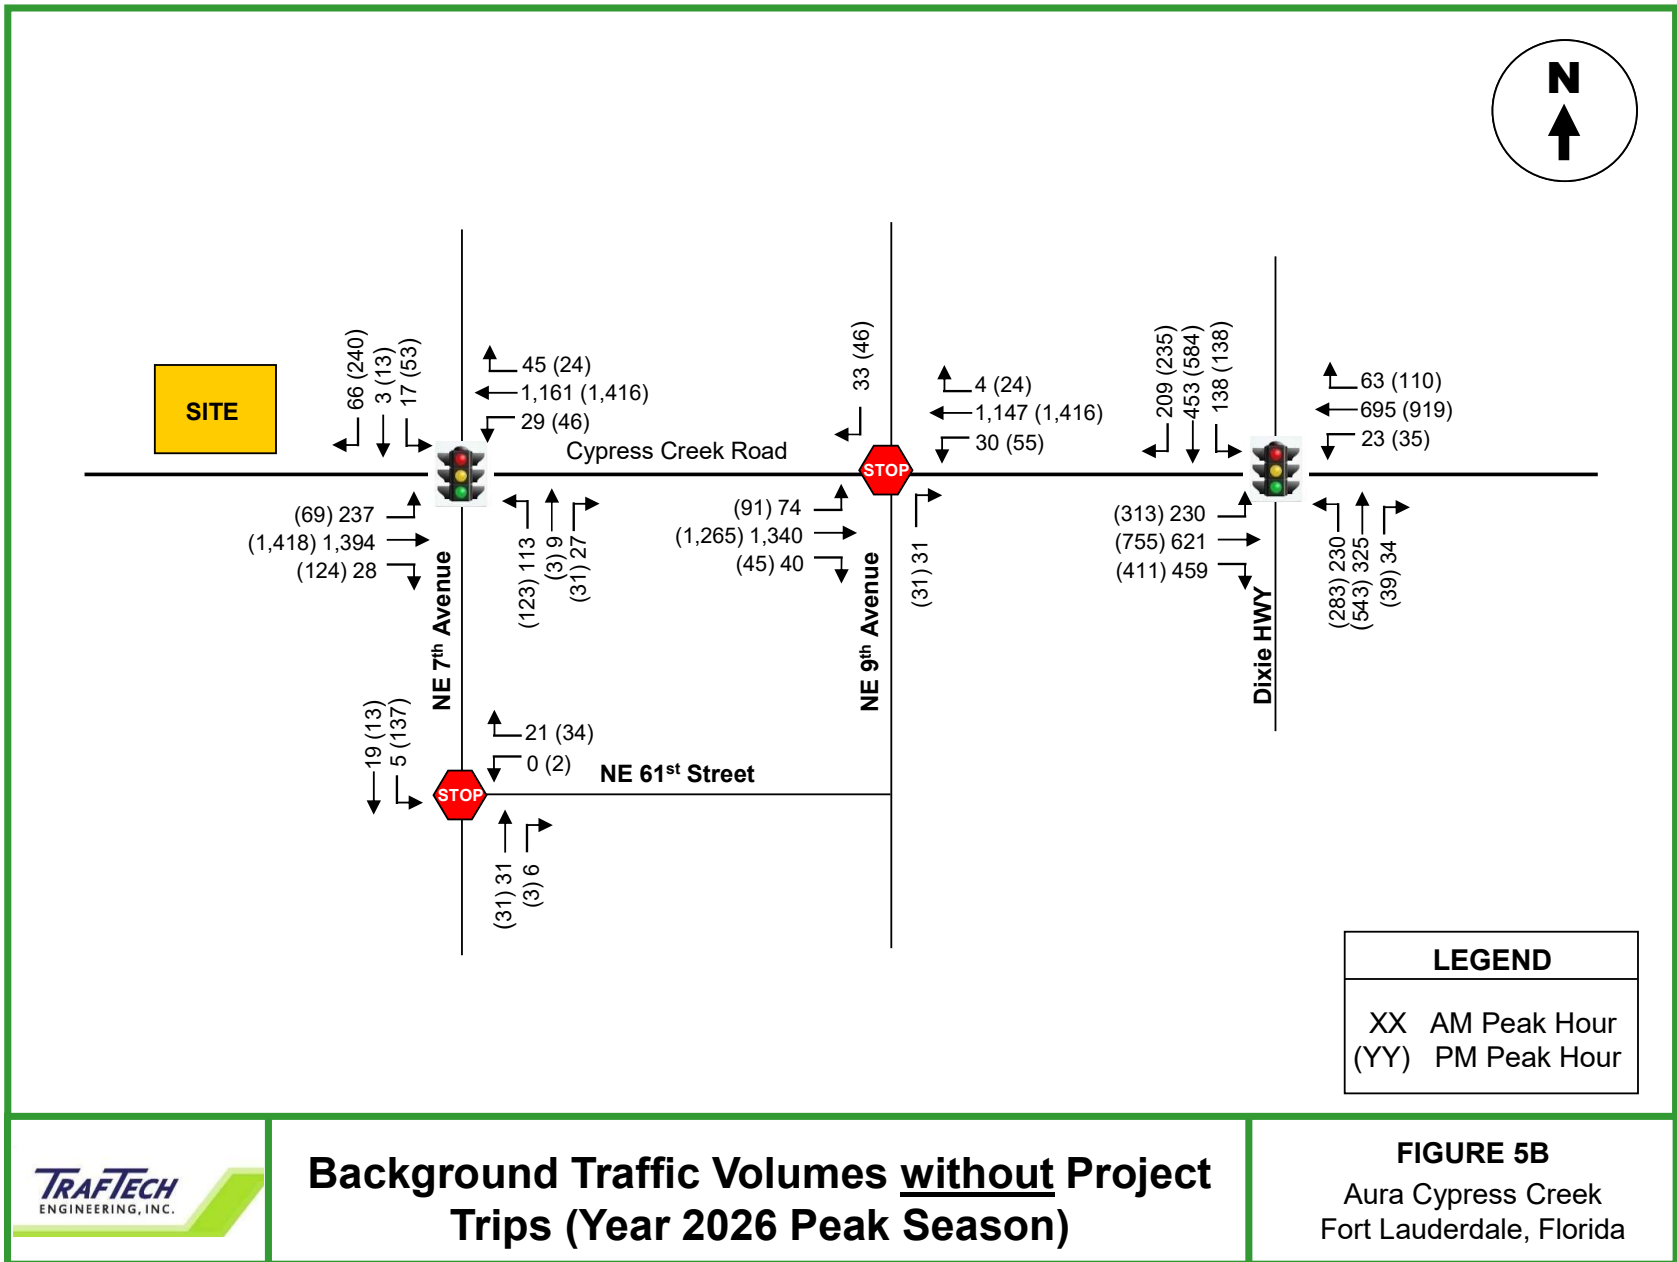 N
66 (240)
3 (13)
17 (53)
45 (24)
1,161 (1,416)
29 (46)
33 (46)
4 (24)
1,147 (1,416)
30 (55)
209 (235)
453 (584)
138 (138)
63 (110)
695 (919)
23 (35)
SITE
Cypress Creek Road
STOP
(69) 237
(1,418) 1,394
(124) 28
(123) 113
(3) 9
(31) 27
(91) 74
(1,265) 1,340
(45) 40
(31) 31
(313) 230
(755) 621
(411) 459
(283) 230
(543) 325
(39) 34
NE 7th Avenue
NE 9th Avenue
Dixie HWY
19 (13)
5 (137)
21 (34)
0 (2)
NE 61st Street
STOP
(31) 31
(3) 6
LEGEND
XX AM Peak Hour
(YY) PM Peak Hour
TRAFTECH
ENGINEERING, INC.
Background Traffic Volumes without Project
Trips (Year 2026 Peak Season)
FIGURE 5B
Aura Cypress Creek
Fort Lauderdale, Florida